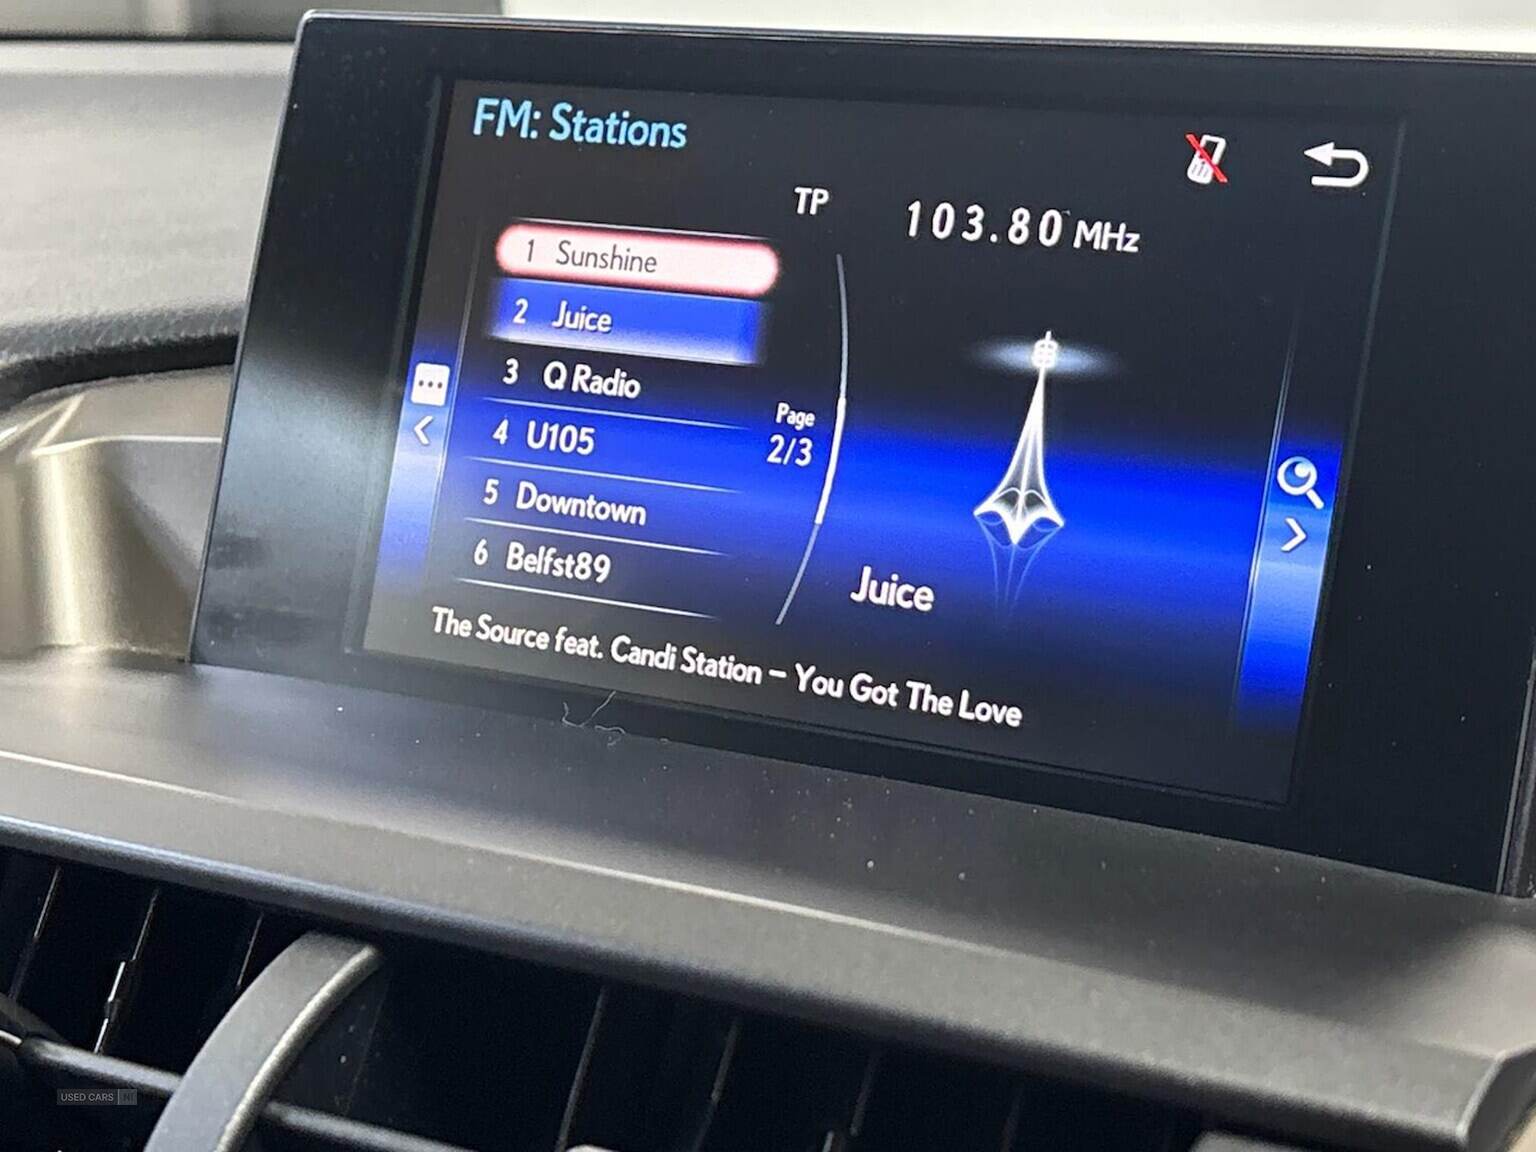 FM: Stations
TP
103.80 MHz
1 Sunshine
2 Juice
3 Q Radio
4 U105
5 Downtown
6 Belfst89
Page
2/3
Juice
The Source feat. Candi Station – You Got The Love
USED CARS NI